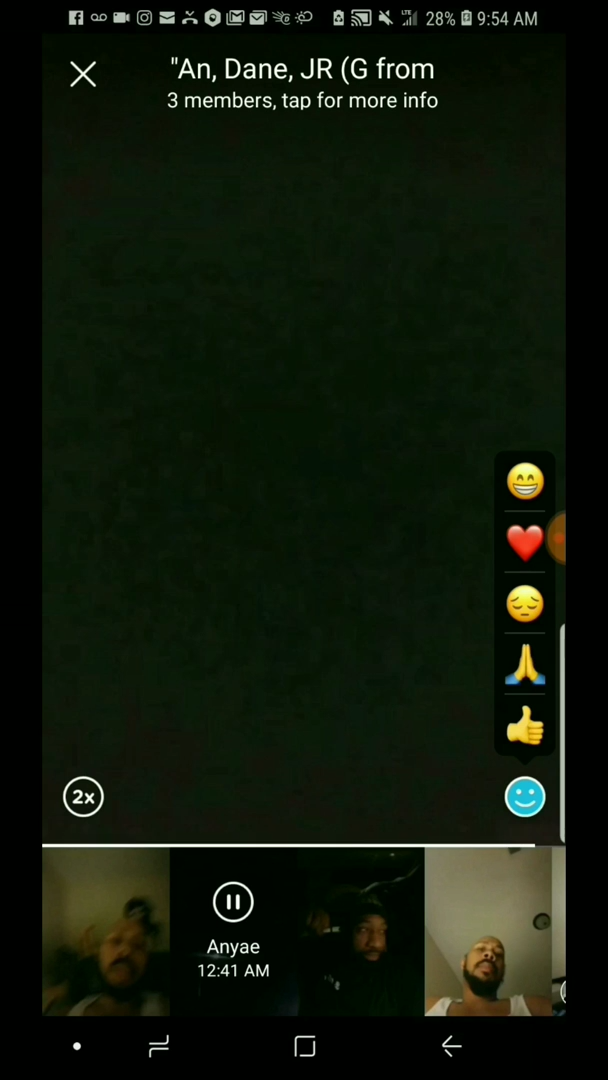 28% 9:54 AM
"An, Dane, JR (G from
3 members, tap for more info
2x
Anyae
12:41 AM